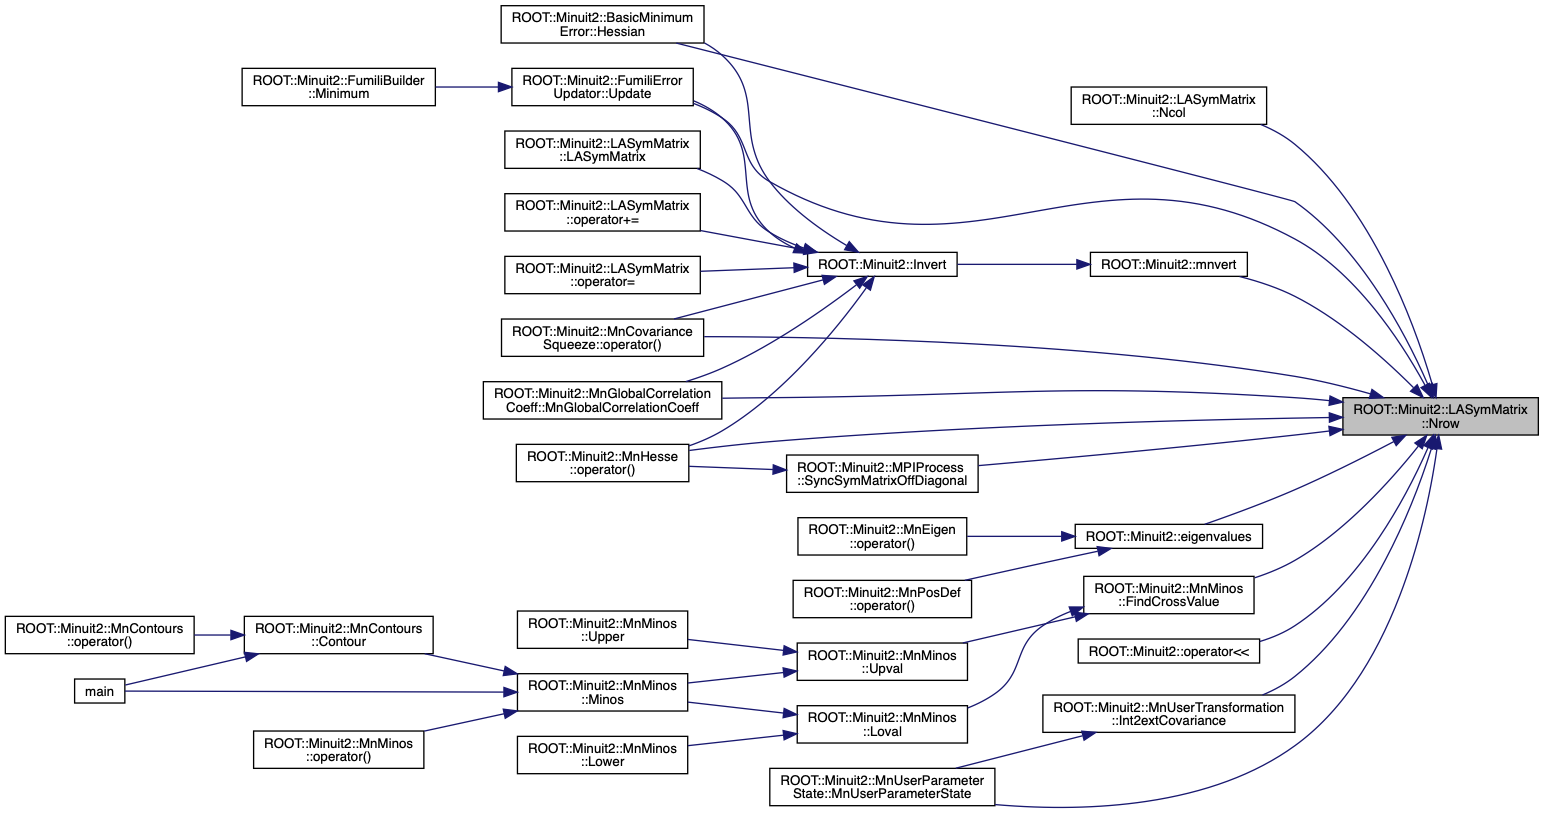 ROOT::Minuit2::BasicMinimum
Error::Hessian
ROOT::Minuit2::FumiliBuilder
::Minimum
ROOT::Minuit2::FumiliError
Updator::Update
ROOT::Minuit2::LASymMatrix
::Ncol
ROOT::Minuit2::LASymMatrix
::LASymMatrix
ROOT::Minuit2::LASymMatrix
::operator+=
ROOT::Minuit2::LASymMatrix
::operator=
ROOT::Minuit2::Invert
ROOT::Minuit2::mnvert
ROOT::Minuit2::MnCovariance
Squeeze::operator()
ROOT::Minuit2::MnGlobalCorrelation
Coeff::MnGlobalCorrelationCoeff
ROOT::Minuit2::LASymMatrix
::Nrow
ROOT::Minuit2::MnHesse
::operator()
ROOT::Minuit2::MPIProcess
::SyncSymMatrixOffDiagonal
ROOT::Minuit2::MnEigen
::operator()
ROOT::Minuit2::eigenvalues
ROOT::Minuit2::MnPosDef
::operator()
ROOT::Minuit2::MnMinos
::FindCrossValue
ROOT::Minuit2::MnContours
::operator()
ROOT::Minuit2::MnContours
::Contour
ROOT::Minuit2::MnMinos
::Upper
ROOT::Minuit2::MnMinos
::Upval
ROOT::Minuit2::operator<<
main
ROOT::Minuit2::MnMinos
::Minos
ROOT::Minuit2::MnMinos
::Loval
ROOT::Minuit2::MnUserTransformation
::Int2extCovariance
ROOT::Minuit2::MnMinos
::operator()
ROOT::Minuit2::MnMinos
::Lower
ROOT::Minuit2::MnUserParameter
State::MnUserParameterState